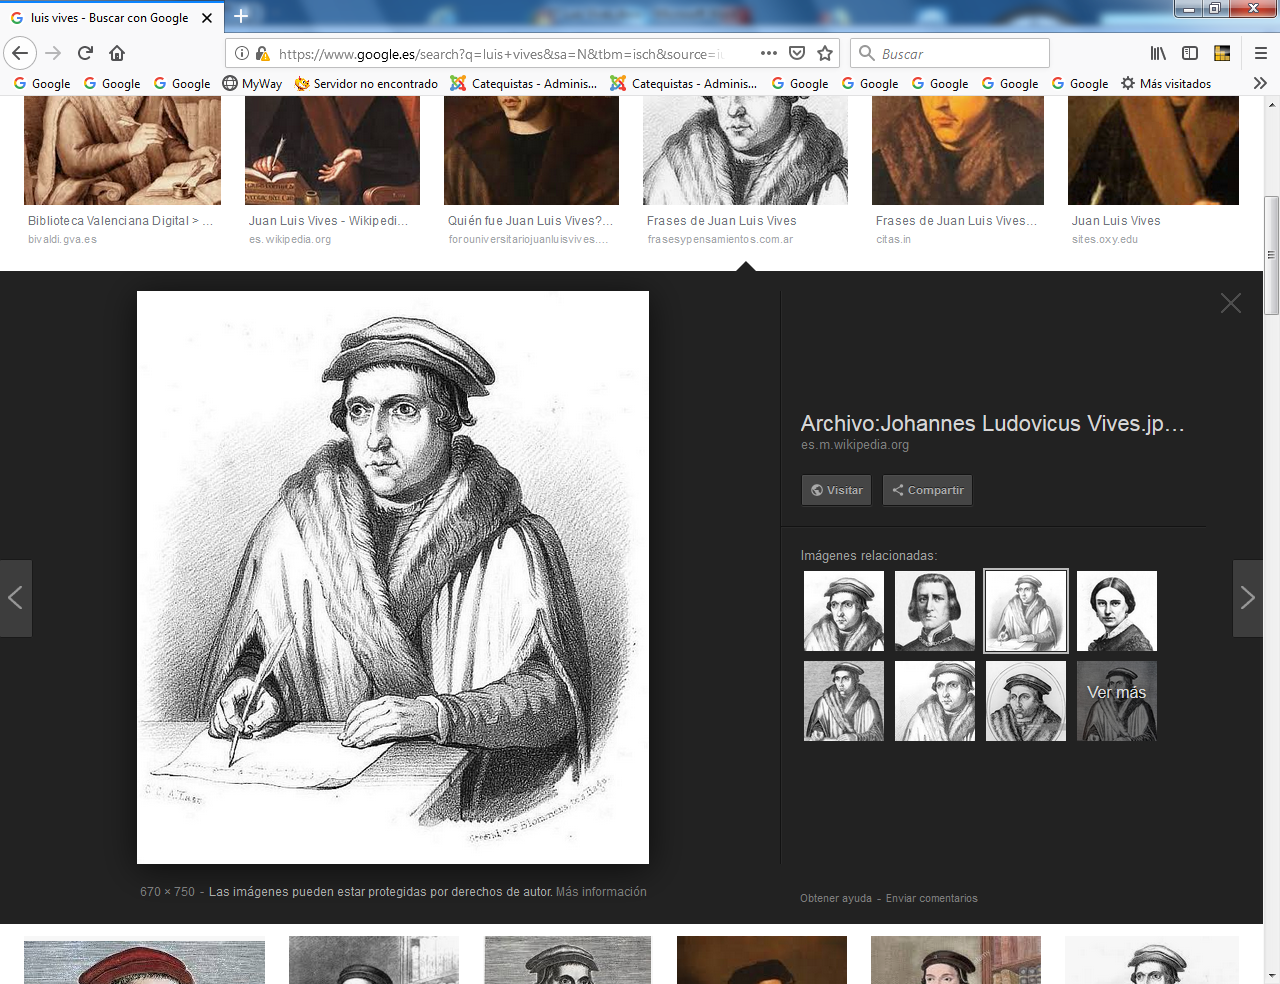 luis vives - Buscar con Google
https://www.google.es/search?q=luis+vives&sa=N&tbm=isch&source=iu
Buscar
Google
Google
Google
MyWay
Servidor no encontrado
Catequistas - Adminis...
Catequistas - Adminis...
Google
Google
Google
Google
Google
Más visitados
Biblioteca Valenciana Digital > ...
bivaldi.gva.es
Juan Luis Vives - Wikipedi...
es.wikipedia.org
Quién fue Juan Luis Vives?...
forouniversitariojuanluisvives....
Frases de Juan Luis Vives
frasesypensamientos.com.ar
Frases de Juan Luis Vives...
citas.in
Juan Luis Vives
sites.oxy.edu
Archivo:Johannes Ludovicus Vives.jp...
es.m.wikipedia.org
Visitar
Compartir
Imágenes relacionadas:
Ver más
670 × 750 - Las imágenes pueden estar protegidas por derechos de autor. Más información
Obtener ayuda - Enviar comentarios